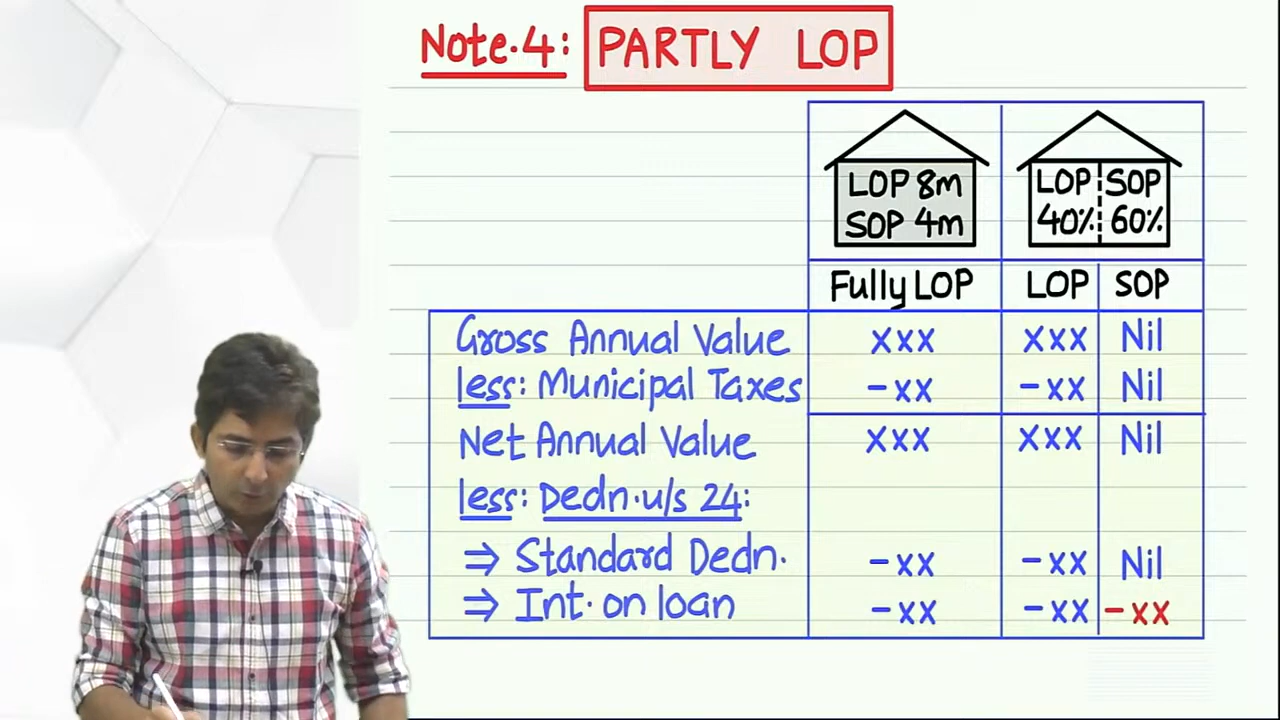 Note.4: PARTLY LOP
LOP 8m
SOP 4m
LOP SOP
40% 60%
Fully LOP LOP SOP
Gross Annual Value xxx xxx Nil
less: Municipal Taxes -xx -xx Nil
Net Annual Value xxx xxx Nil
less: Dedn.u/s 24:
⇒ Standard Dedn. -xx -xx Nil
⇒ Int. on loan -xx -xx -xx